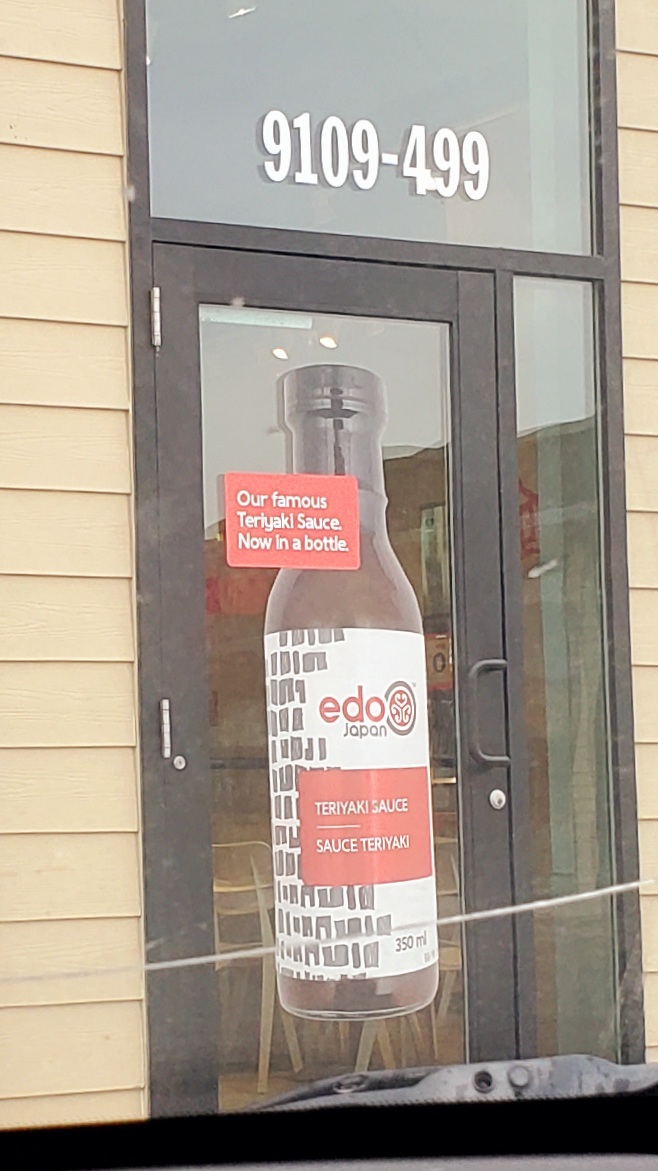 9109-499
Our famous
Teriyaki Sauce.
Now in a bottle.
edo
japan
TERIYAKI SAUCE
SAUCE TERIYAKI
350 ml